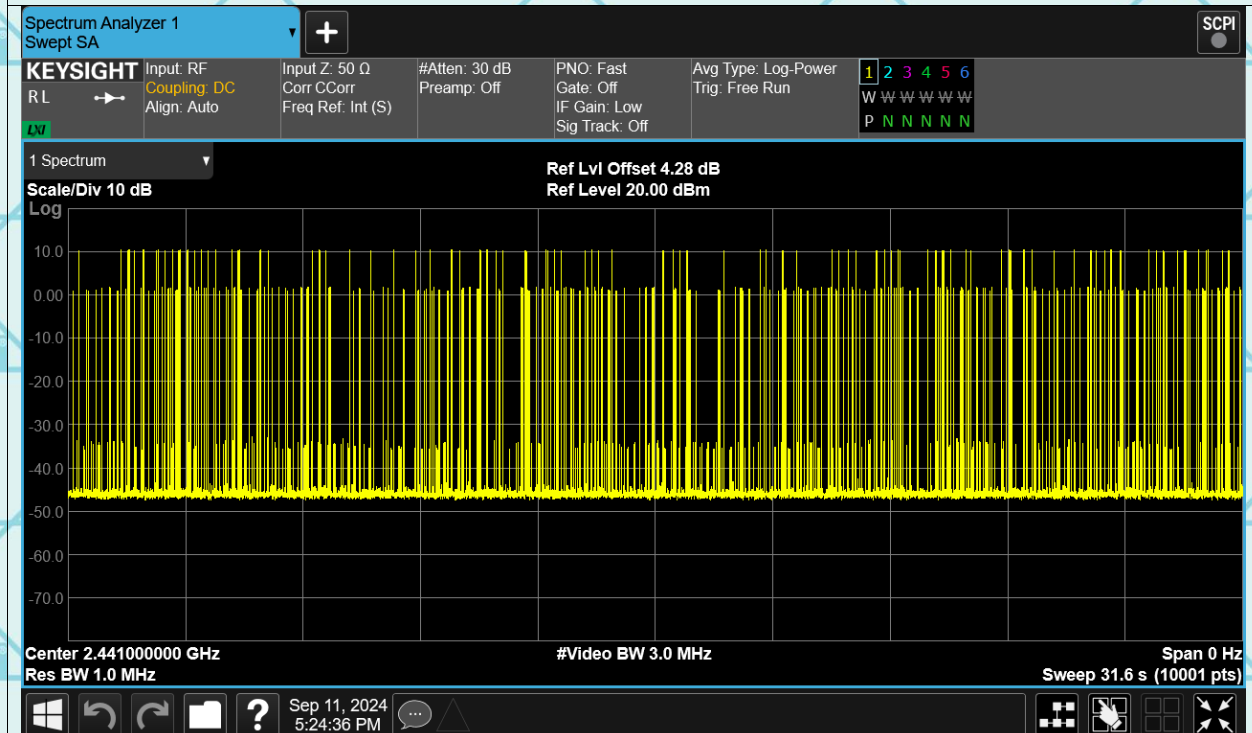 Spectrum Analyzer 1
Swept SA
+
SCPI
KEYSIGHT
R L
LXI
Input: RF
Coupling: DC
Align: Auto
Input Z: 50 Ω
Corr CCorr
Freq Ref: Int (S)
#Atten: 30 dB
Preamp: Off
PNO: Fast
Gate: Off
IF Gain: Low
Sig Track: Off
Avg Type: Log-Power
Trig: Free Run
1 2 3 4 5 6
W W W W W W
P N N N N N
1 Spectrum
Scale/Div 10 dB
Ref Lvl Offset 4.28 dB
Ref Level 20.00 dBm
Log
10.0
0.00
-10.0
-20.0
-30.0
-40.0
-50.0
-60.0
-70.0
Center 2.441000000 GHz
#Video BW 3.0 MHz
Span 0 Hz
Res BW 1.0 MHz
Sweep 31.6 s (10001 pts)
?
Sep 11, 2024
5:24:36 PM